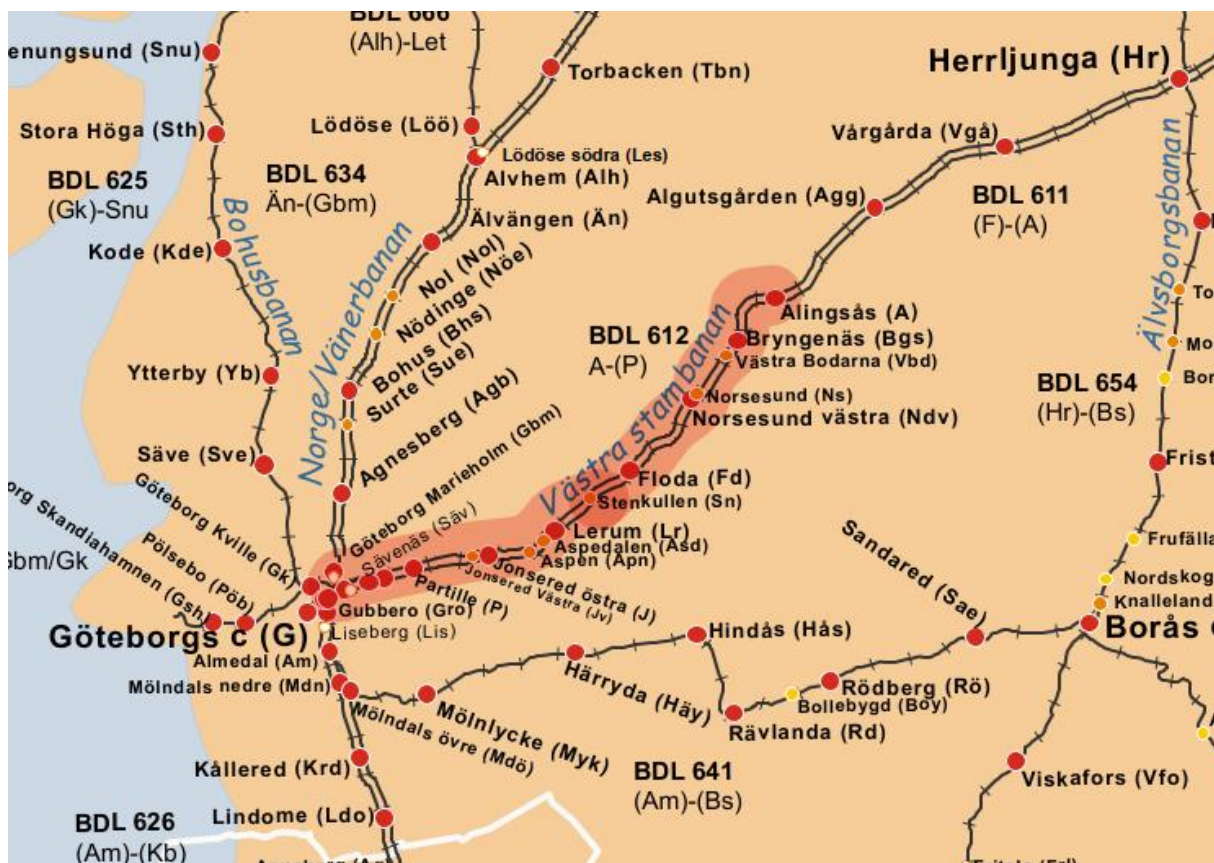 BDL 666
(Alh)-Let
enungsund (Snu)
Torbacken (Tbn)
Herrljunga (Hr)
Stora Höga (Sth)
Lödöse (Löö)
Lödöse södra (Les)
Alvhem (Alh)
Vårgårda (Vgå)
BDL 625
(Gk)-Snu
BDL 634
Än-(Gbm)
Algutsgården (Agg)
BDL 611
(F)-(A)
Älvängen (Än)
Kode (Kde)
Bohusbanan
Norge/Vänerbanan
Nol (Nol)
Nödinge (Nöe)
Bohus (Bhs)
Surte (Sue)
Agnesberg (Agb)
Älvsborgsbanan
To
Mo
Bor
Alingsås (A)
Bryngenäs (Bgs)
Västra Bodarna (Vbd)
BDL 612
A-(P)
Västra stambanan
Norsesund (Ns)
Norsesund västra (Ndv)
BDL 654
(Hr)-(Bs)
Ytterby (Yb)
Säve (Sve)
Frist
Floda (Fd)
Stenkullen (Sn)
Lerum (Lr)
Aspedalen (Asd)
Aspen (Apn)
Jonsered östra (J)
Jonsered Västra (Jv)
Partille (P)
Göteborg Marieholm (Gbm)
Sävenäs (Säv)
Göteborg Kville (Gk)
org Skandiahamnen (Gsh)
Pölsebo (Pöb)
Gbm/Gk
Gubbero (Gro)
Göteborgs c (G)
Liseberg (Lis)
Almedal (Am)
Mölndals nedre (Mdn)
Mölndals övre (Mdö)
Mölnlycke (Myk)
Härryda (Häy)
Hindås (Hås)
Sandared (Sae)
Frufälla
Nordskog
Knalleland
Borås
Rödberg (Rö)
Bollebygd (Boy)
Rävlanda (Rd)
Kållered (Krd)
BDL 641
(Am)-(Bs)
Viskafors (Vfo)
Lindome (Ldo)
BDL 626
(Am)-(Kb)